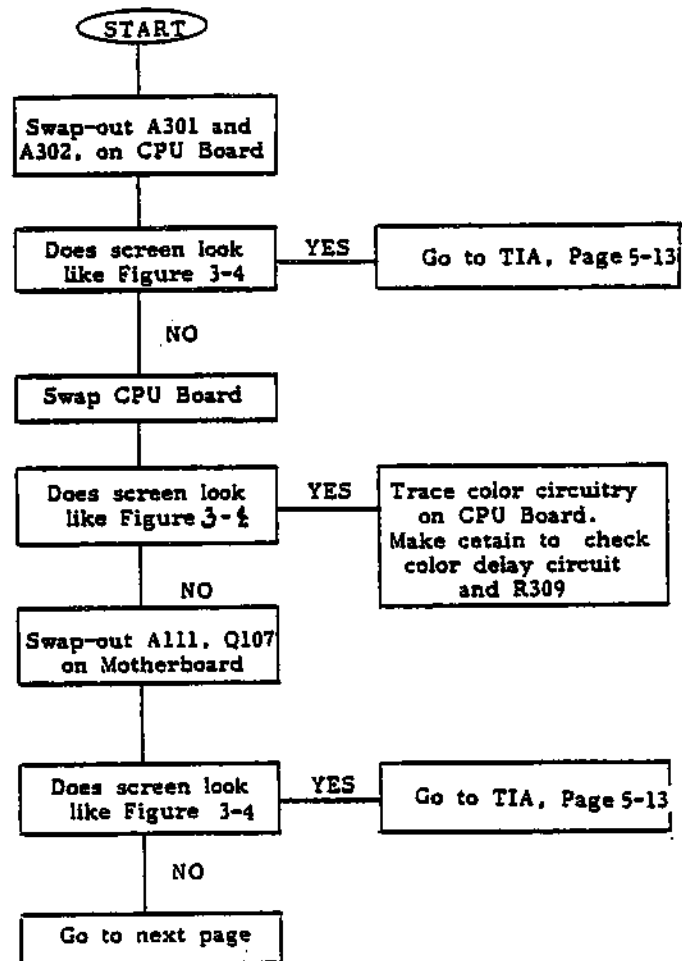 START
Swap-out A301 and
A302, on CPU Board
Does screen look
like Figure 3-4
YES
Go to TIA, Page 5-13
NO
Swap CPU Board
Does screen look
like Figure 3-4
YES
Trace color circuitry
on CPU Board.
Make cetain to check
color delay circuit
and R309
NO
Swap-out A111, Q107
on Motherboard
Does screen look
like Figure 3-4
YES
Go to TIA, Page 5-13
NO
Go to next page